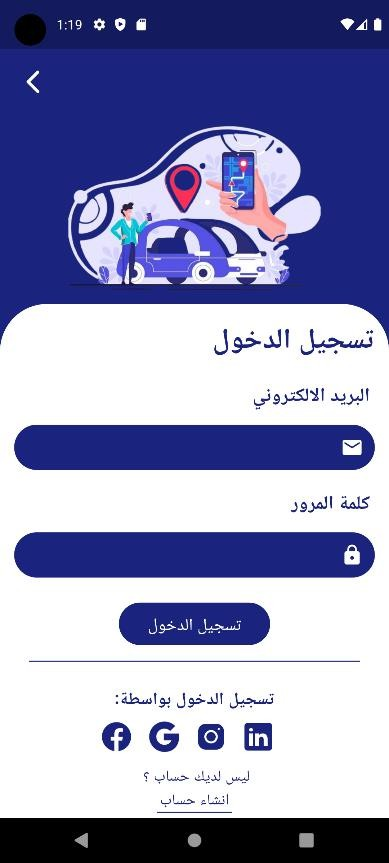 1:19
تسجيل الدخول
البريد الالكتروني
كلمة المرور
تسجيل الدخول
تسجيل الدخول بواسطة:
ليس لديك حساب ؟
انشاء حساب